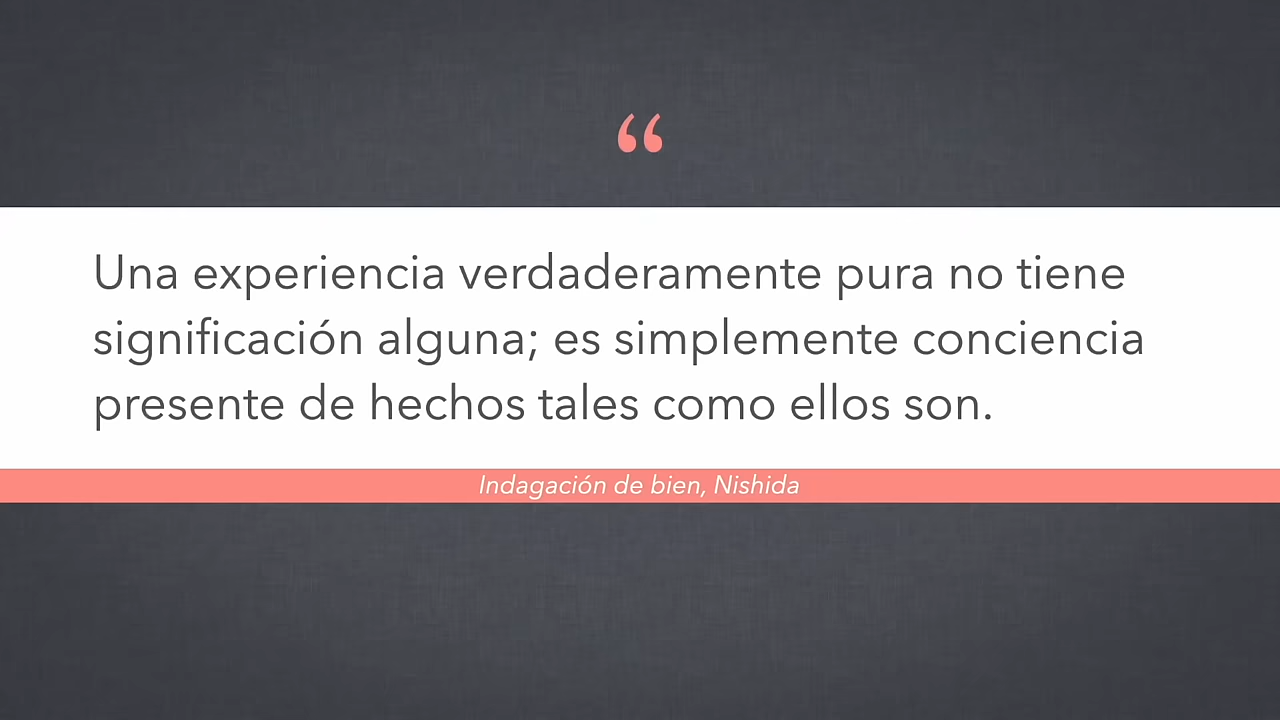 “
Una experiencia verdaderamente pura no tiene
significación alguna; es simplemente conciencia
presente de hechos tales como ellos son.
Indagación de bien, Nishida